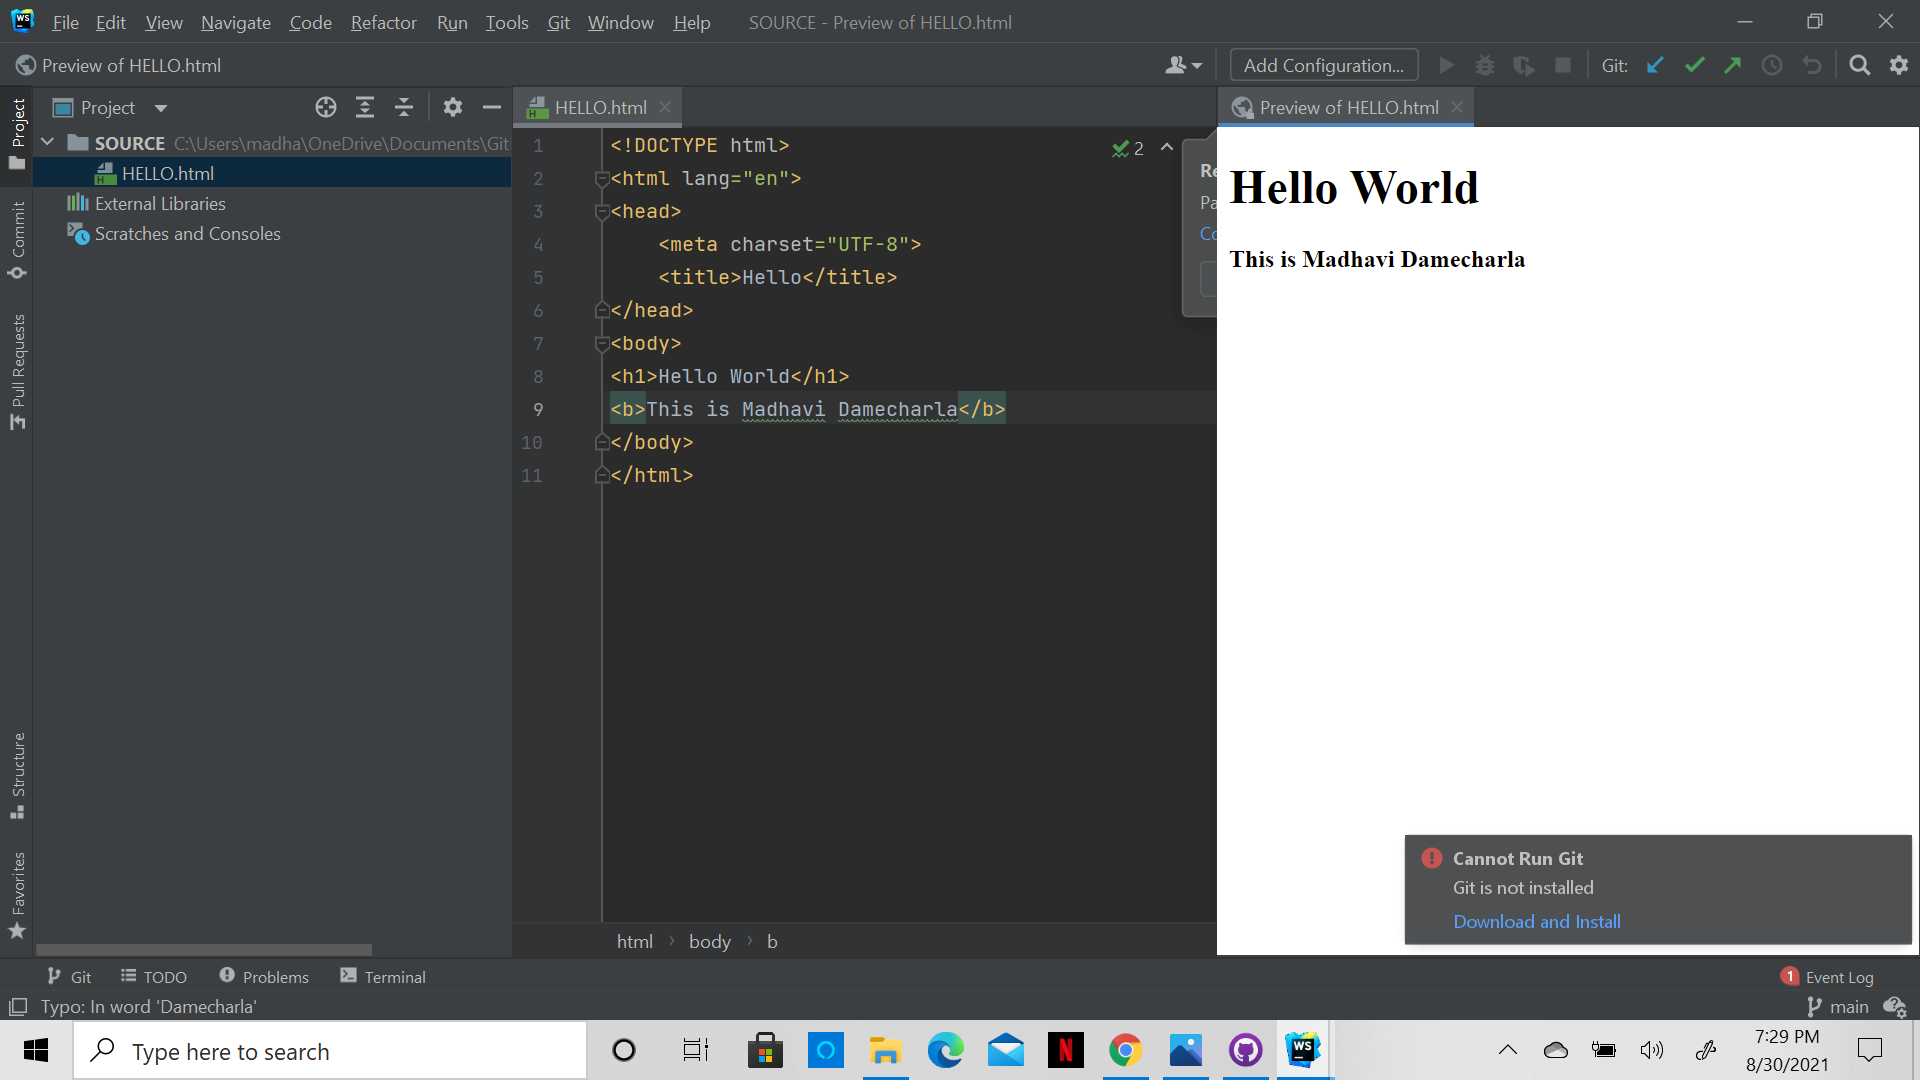 WS File Edit View Navigate Code Refactor Run Tools Git Window Help SOURCE - Preview of HELLO.html
Preview of HELLO.html Add Configuration... Git:
Project
Commit
Pull Requests
Structure
Favorites
Project
SOURCE C:\Users\madha\OneDrive\Documents\Git
HELLO.html
External Libraries
Scratches and Consoles
HELLO.html
1 <!DOCTYPE html>
2 <html lang="en">
3 <head>
4 <meta charset="UTF-8">
5 <title>Hello</title>
6 </head>
7 <body>
8 <h1>Hello World</h1>
9 <b>This is Madhavi Damecharla</b>
10 </body>
11 </html>
2
Re
Pa
Co
html › body › b
Preview of HELLO.html
Hello World
This is Madhavi Damecharla
Cannot Run Git
Git is not installed
Download and Install
Git TODO Problems Terminal 1 Event Log
Typo: In word 'Damecharla' main
Type here to search
N
WS
7:29 PM
8/30/2021